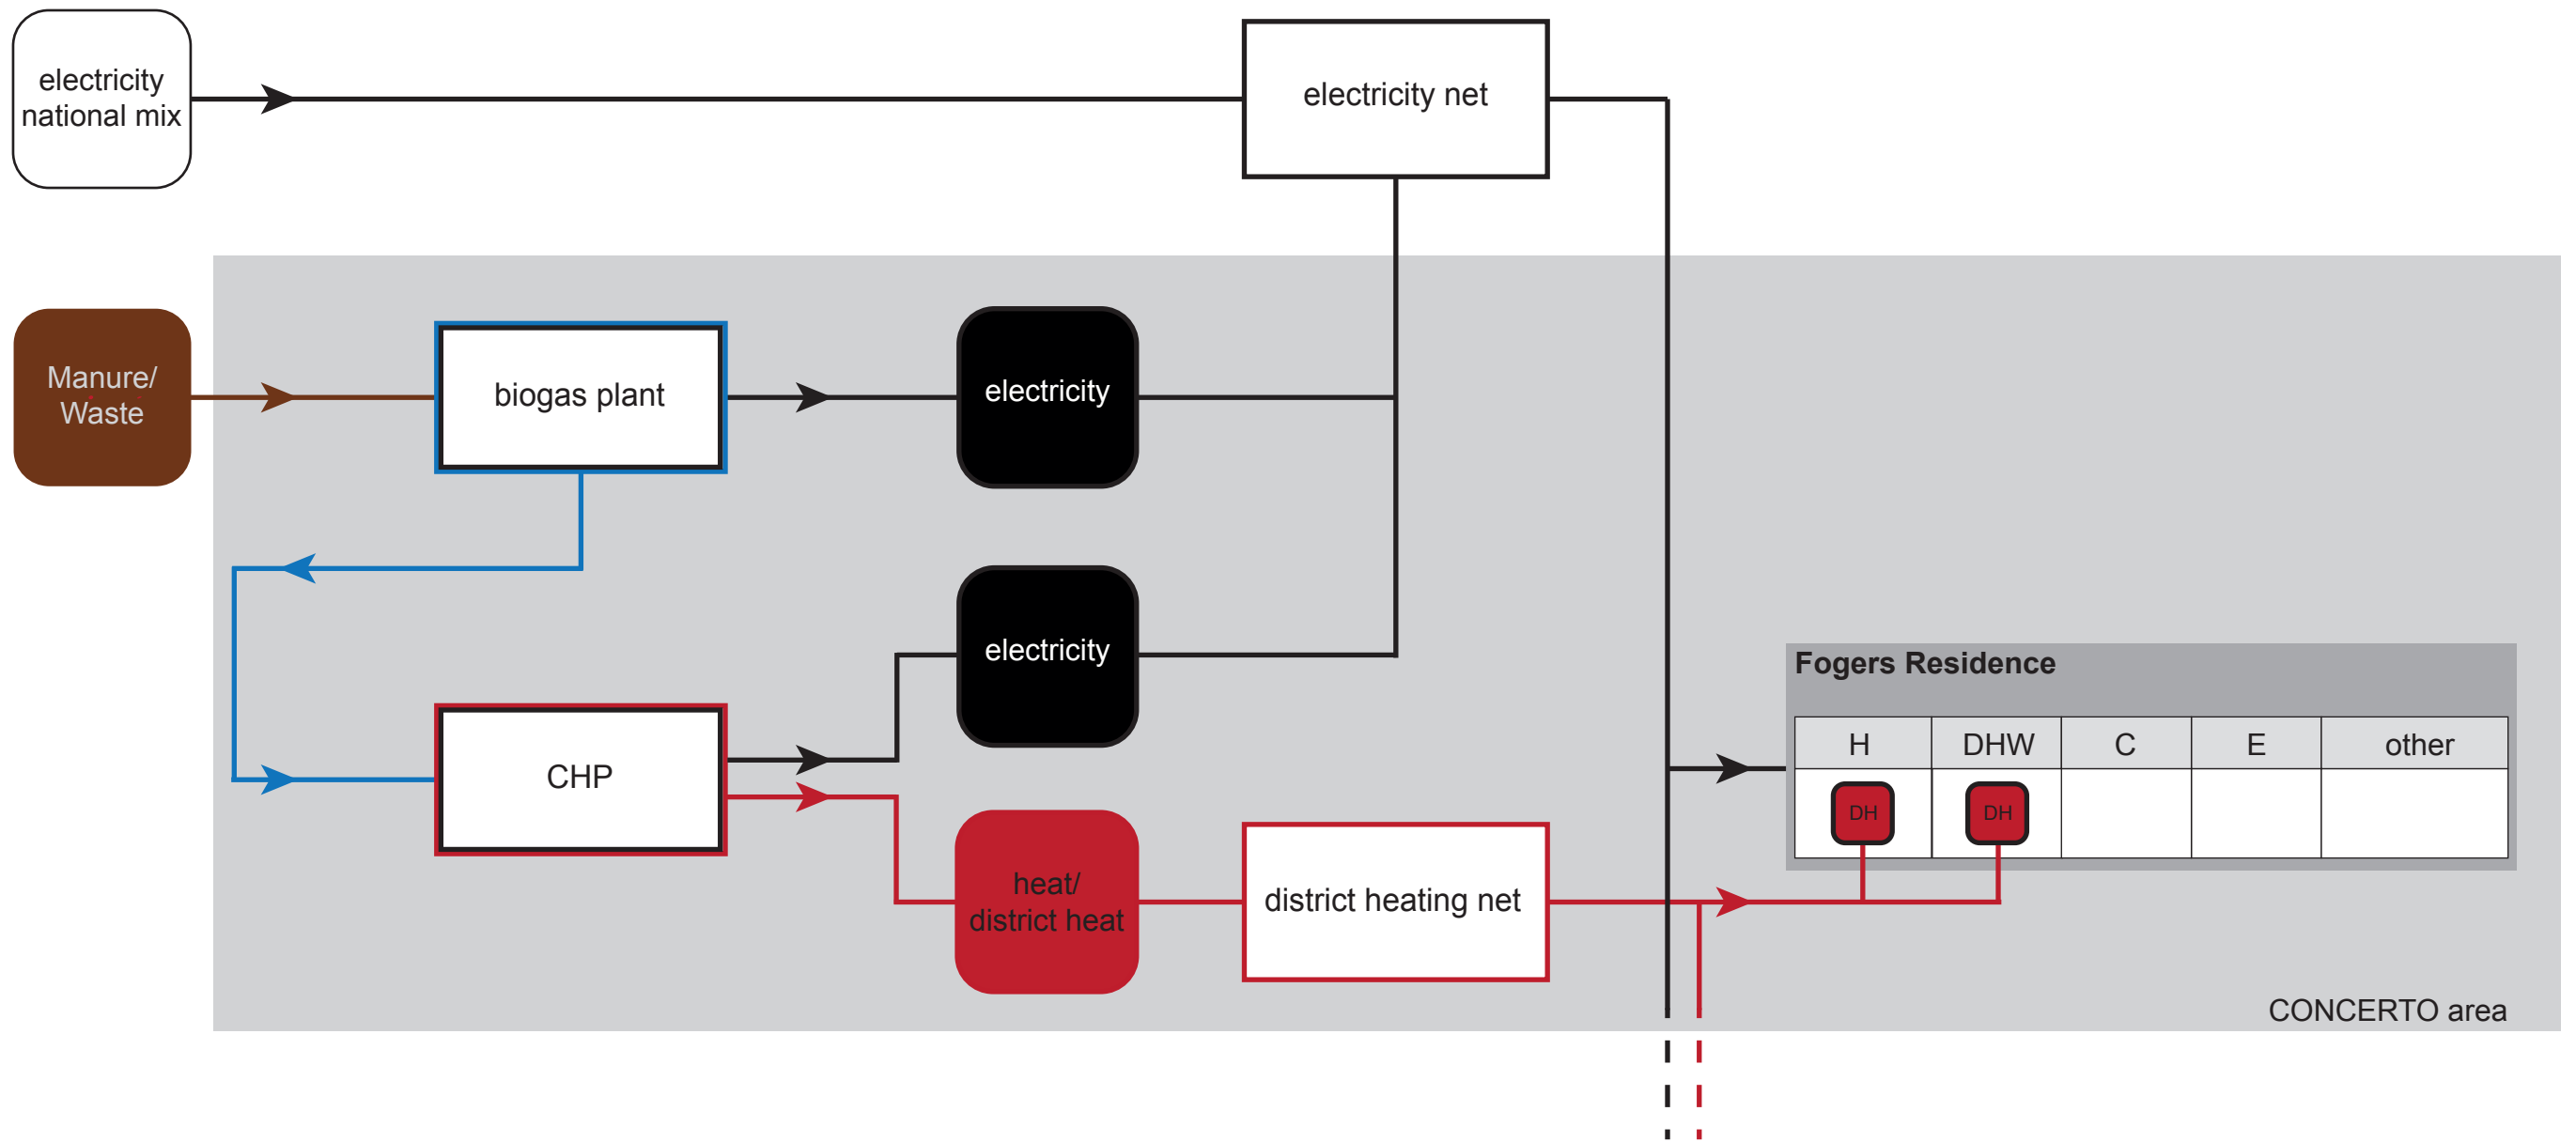 electricity
national mix
electricity net
Manure/
Waste
biogas plant
electricity
electricity
Fogers Residence
H DHW C E other
DH DH
CHP
heat/
district heat
district heating net
CONCERTO area